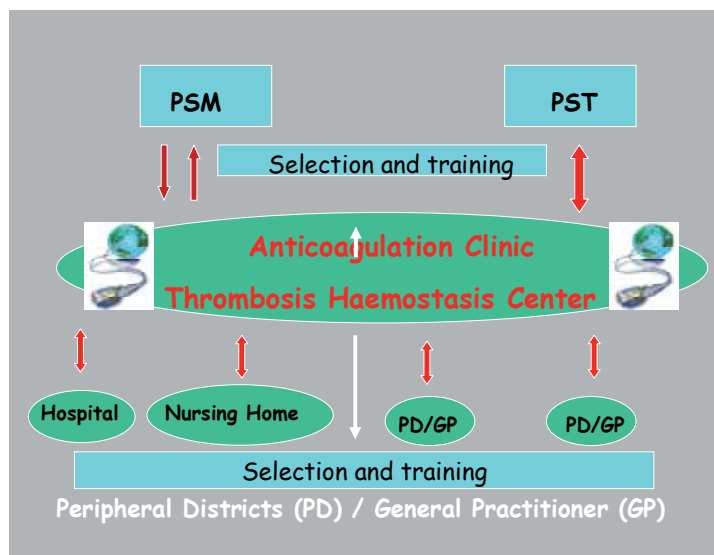 PSM
PST
Selection and training
Anticoagulation Clinic
Thrombosis Haemostasis Center
Hospital
Nursing Home
PD/GP
PD/GP
Selection and training
Peripheral Districts (PD) / General Practitioner (GP)